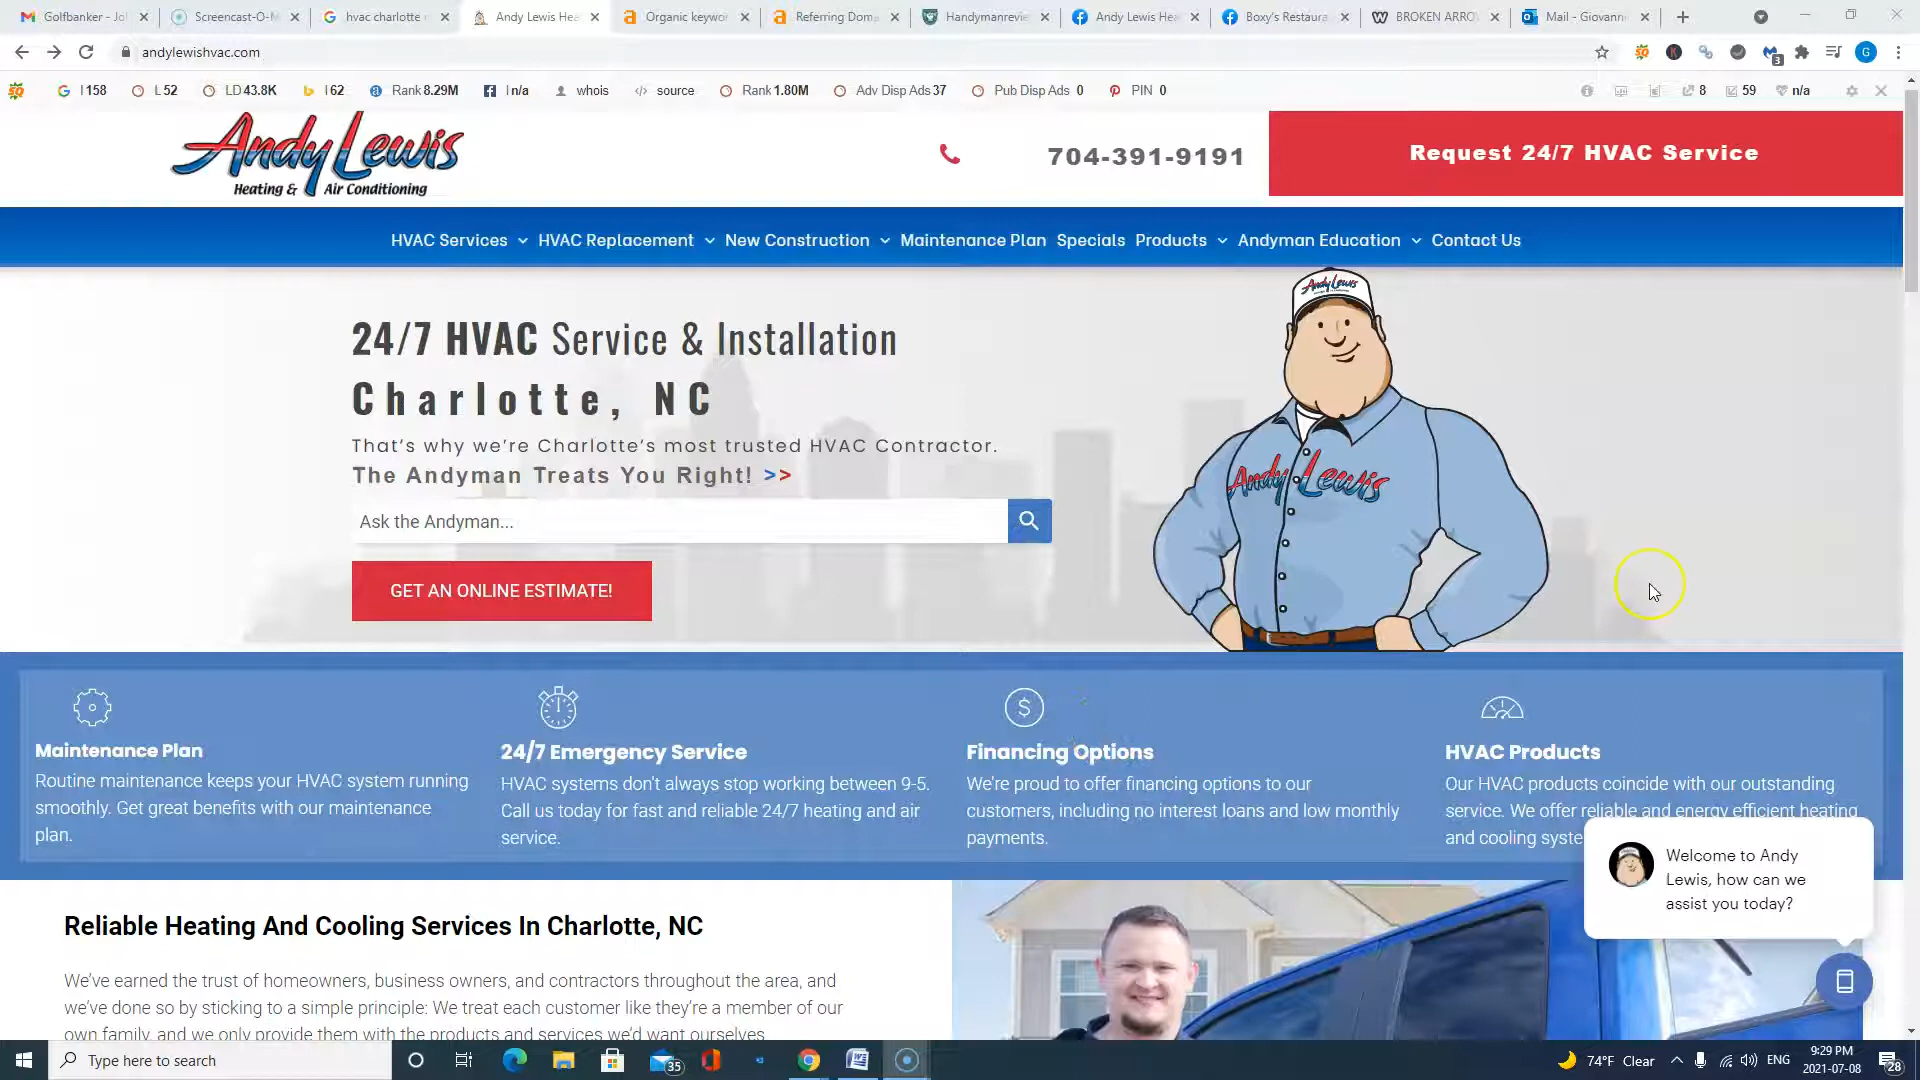 Golfbanker - Jol
Screencast-O-M
hvac charlotte
Andy Lewis Hea
Organic keywor
Referring Dom
Handymanrevie
Andy Lewis Hea
Boxy's Restaura
BROKEN ARRO
Mail - Giovanni
andylewishvac.com
3
G
I 158
L 52
LD 43.8K
I 62
Rank 8.29M
I n/a
whois
source
Rank 1.80M
Adv Disp Ads 37
Pub Disp Ads 0
PIN 0
8
59
n/a
Andy Lewis
Heating & Air Conditioning
704-391-9191
Request 24/7 HVAC Service
HVAC Services
HVAC Replacement
New Construction
Maintenance Plan
Specials
Products
Andyman Education
Contact Us
Andy Lewis
24/7 HVAC Service & Installation
Charlotte, NC
That's why we're Charlotte's most trusted HVAC Contractor.
The Andyman Treats You Right! >>
Andy Lewis
Ask the Andyman...
GET AN ONLINE ESTIMATE!
Maintenance Plan
Routine maintenance keeps your HVAC system running
smoothly. Get great benefits with our maintenance
plan.
24/7 Emergency Service
HVAC systems don't always stop working between 9-5.
Call us today for fast and reliable 24/7 heating and air
service.
Financing Options
We're proud to offer financing options to our
customers, including no interest loans and low monthly
payments.
HVAC Products
Our HVAC products coincide with our outstanding
service. We offer reliable and energy efficient heating
and cooling syste
Welcome to Andy
Lewis, how can we
assist you today?
Reliable Heating And Cooling Services In Charlotte, NC
We've earned the trust of homeowners, business owners, and contractors throughout the area, and
we've done so by sticking to a simple principle: We treat each customer like they're a member of our
own family, and we only provide them with the products and services we'd want ourselves
Type here to search
35
74°F Clear
ENG
9:29 PM
2021-07-08
28